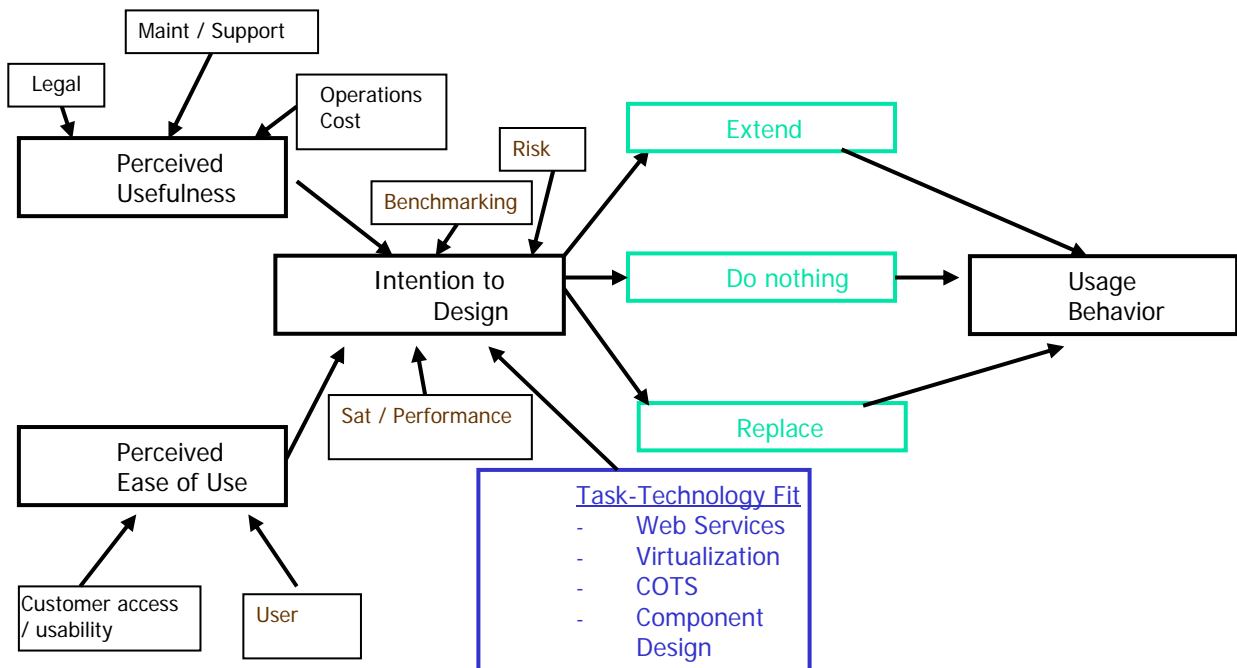 Maint / Support
Legal
Operations
Cost
Perceived
Usefulness
Risk
Benchmarking
Extend
Intention to
Design
Do nothing
Usage
Behavior
Sat / Performance
Replace
Perceived
Ease of Use
Task-Technology Fit
- Web Services
- Virtualization
- COTS
- Component
Design
Customer access
/ usability
User